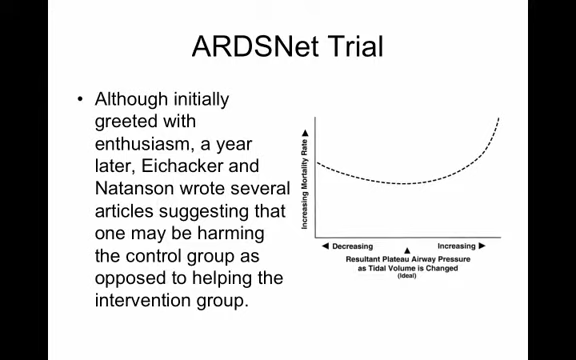 ARDSNet Trial
• Although initially
greeted with
enthusiasm, a year
later, Eichacker and
Natanson wrote several
articles suggesting that
one may be harming
the control group as
opposed to helping the
intervention group.
Increasing Mortality Rate ▲
◀ Decreasing ▲ Increasing ▶
Resultant Plateau Airway Pressure
as Tidal Volume is Changed
(Ideal)